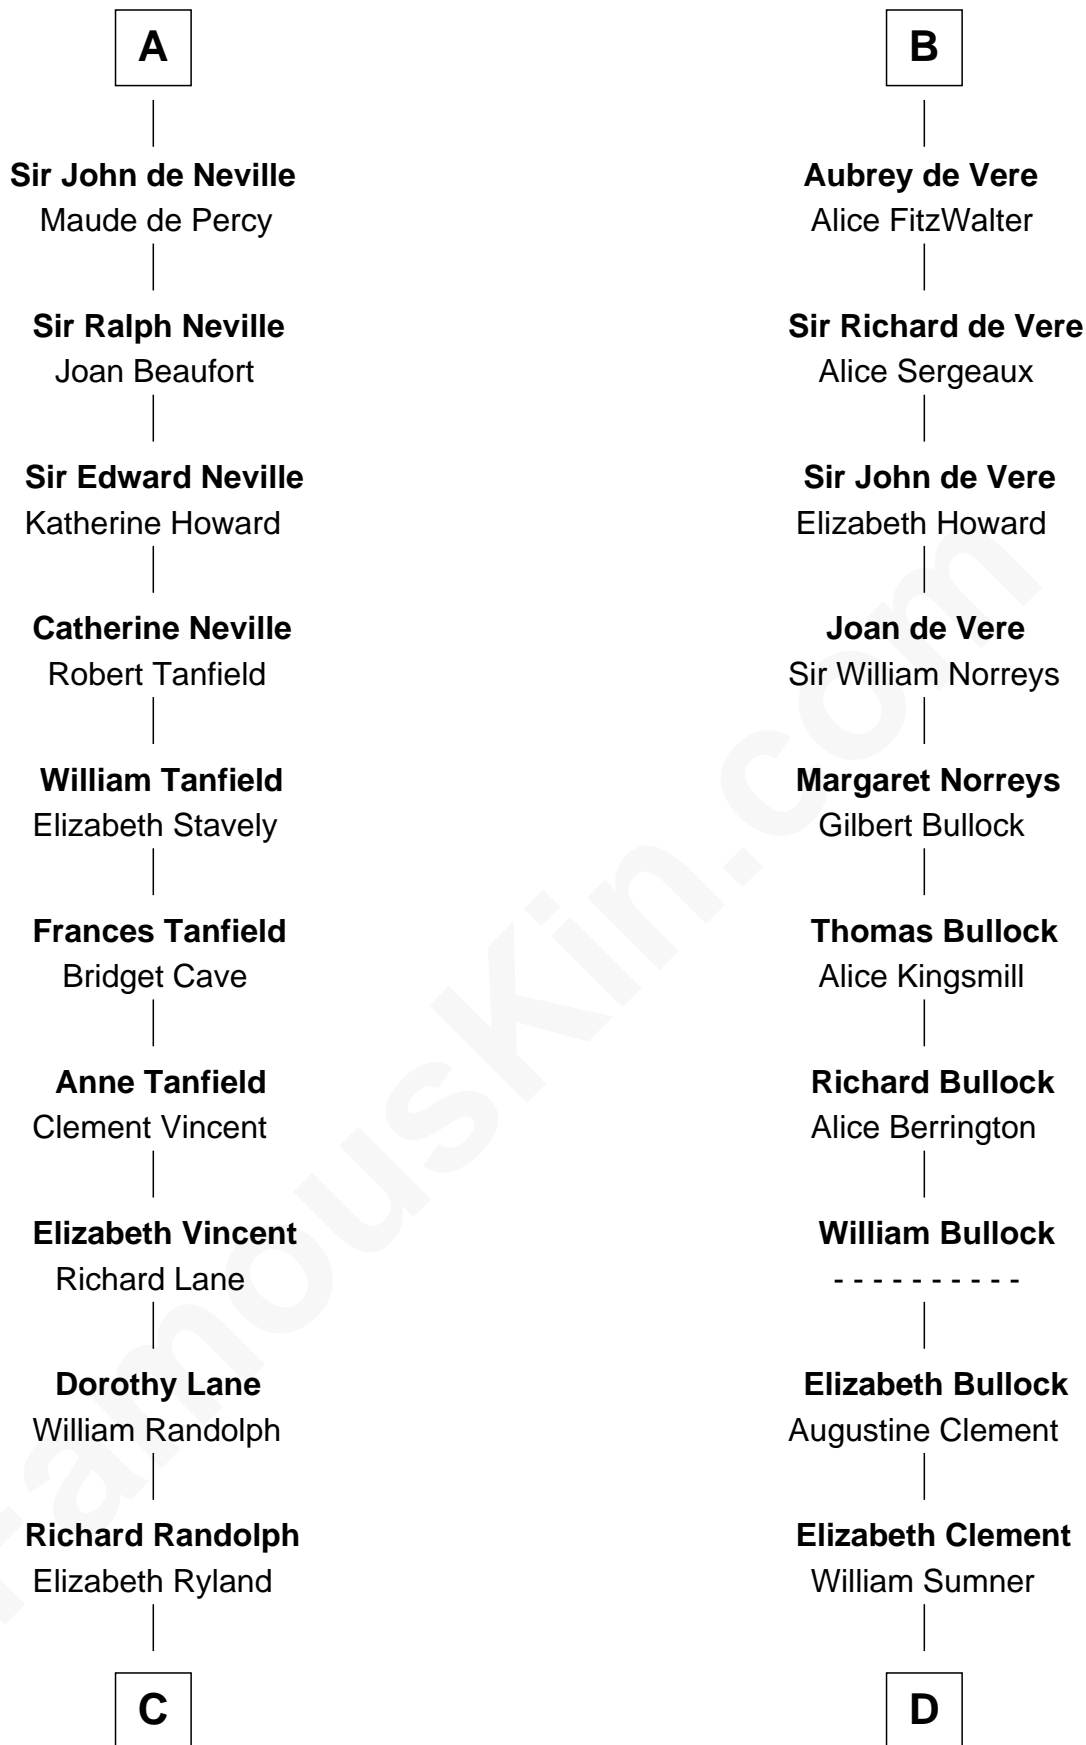 A
Sir John de Neville
Maude de Percy
Sir Ralph Neville
Joan Beaufort
Sir Edward Neville
Katherine Howard
Catherine Neville
Robert Tanfield
William Tanfield
Elizabeth Stavely
Frances Tanfield
Bridget Cave
Anne Tanfield
Clement Vincent
Elizabeth Vincent
Richard Lane
Dorothy Lane
William Randolph
Richard Randolph
Elizabeth Ryland
C
B
Aubrey de Vere
Alice FitzWalter
Sir Richard de Vere
Alice Sergeaux
Sir John de Vere
Elizabeth Howard
Joan de Vere
Sir William Norreys
Margaret Norreys
Gilbert Bullock
Thomas Bullock
Alice Kingsmill
Richard Bullock
Alice Berrington
William Bullock
- - - - - - - - - -
Elizabeth Bullock
Augustine Clement
Elizabeth Clement
William Sumner
D
FamousKin.com